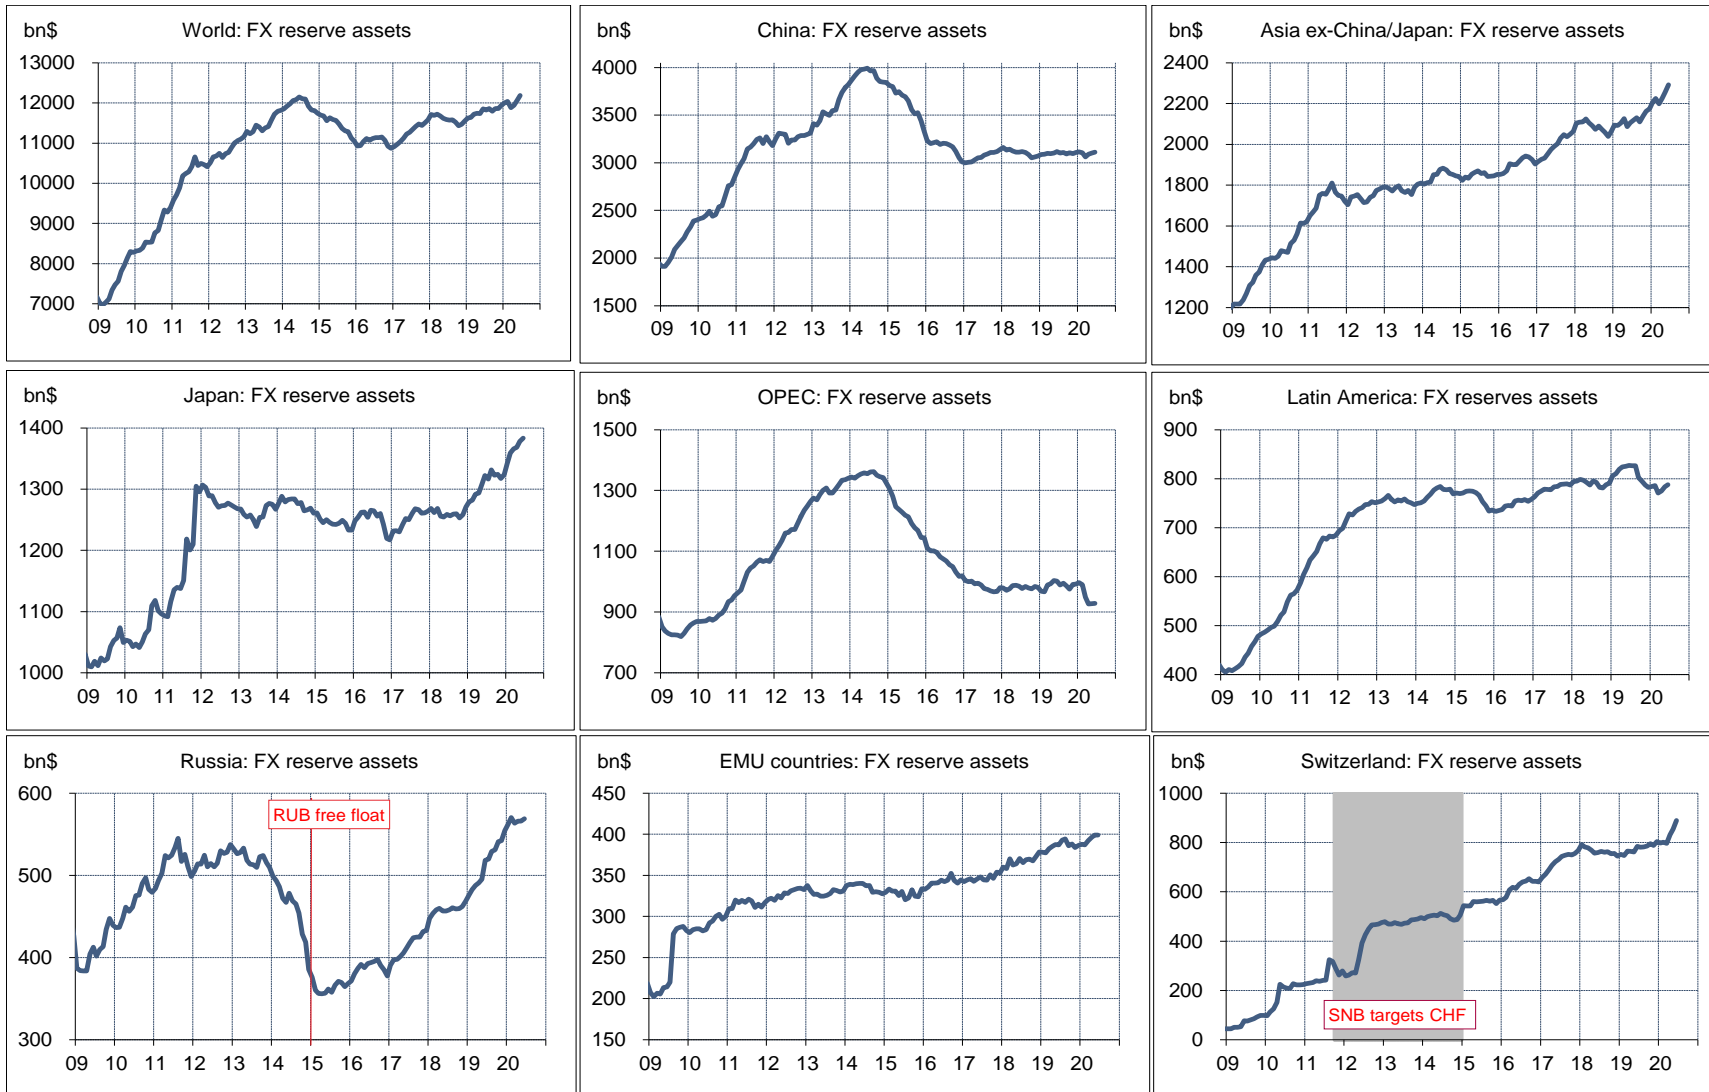 bn$ World: FX reserve assets
13000
12000
11000
10000
9000
8000
7000
09 10 11 12 13 14 15 16 17 18 19 20
bn$ China: FX reserve assets
4000
3500
3000
2500
2000
1500
09 10 11 12 13 14 15 16 17 18 19 20
bn$ Asia ex-China/Japan: FX reserve assets
2400
2200
2000
1800
1600
1400
1200
09 10 11 12 13 14 15 16 17 18 19 20
bn$ Japan: FX reserve assets
1400
1300
1200
1100
1000
09 10 11 12 13 14 15 16 17 18 19 20
bn$ OPEC: FX reserve assets
1500
1300
1100
900
700
09 10 11 12 13 14 15 16 17 18 19 20
bn$ Latin America: FX reserves assets
900
800
700
600
500
400
09 10 11 12 13 14 15 16 17 18 19 20
bn$ Russia: FX reserve assets
600
RUB free float
500
400
300
09 10 11 12 13 14 15 16 17 18 19 20
bn$ EMU countries: FX reserve assets
450
400
350
300
250
200
150
09 10 11 12 13 14 15 16 17 18 19 20
bn$ Switzerland: FX reserve assets
1000
800
600
400
200
SNB targets CHF
0
09 10 11 12 13 14 15 16 17 18 19 20